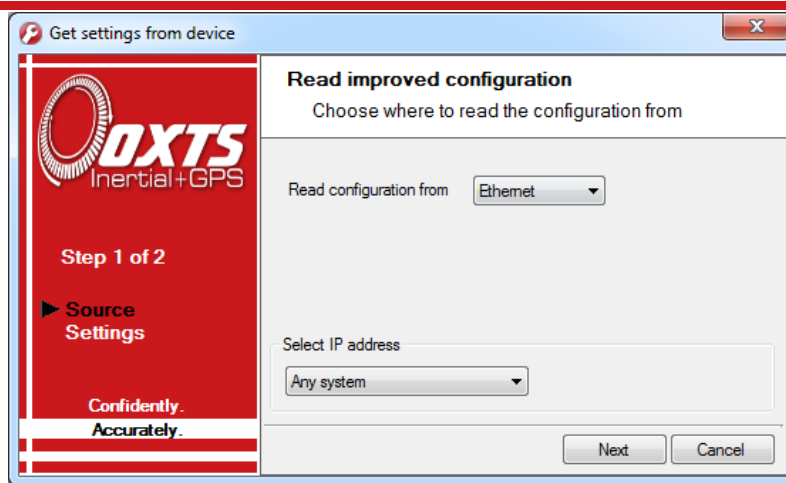 Get settings from device
OXTS
Inertial+GPS
Step 1 of 2
Source
Settings
Confidently.
Accurately.
Read improved configuration
Choose where to read the configuration from
Read configuration from Ethernet
Select IP address
Any system
Next Cancel